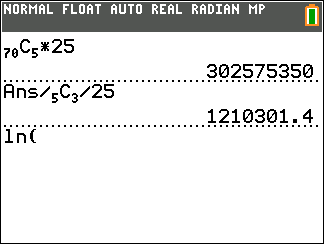 NORMAL FLOAT AUTO REAL RADIAN MP
₇₀C₅*25
302575350
Ans/₅C₃/25
1210301.4
ln(